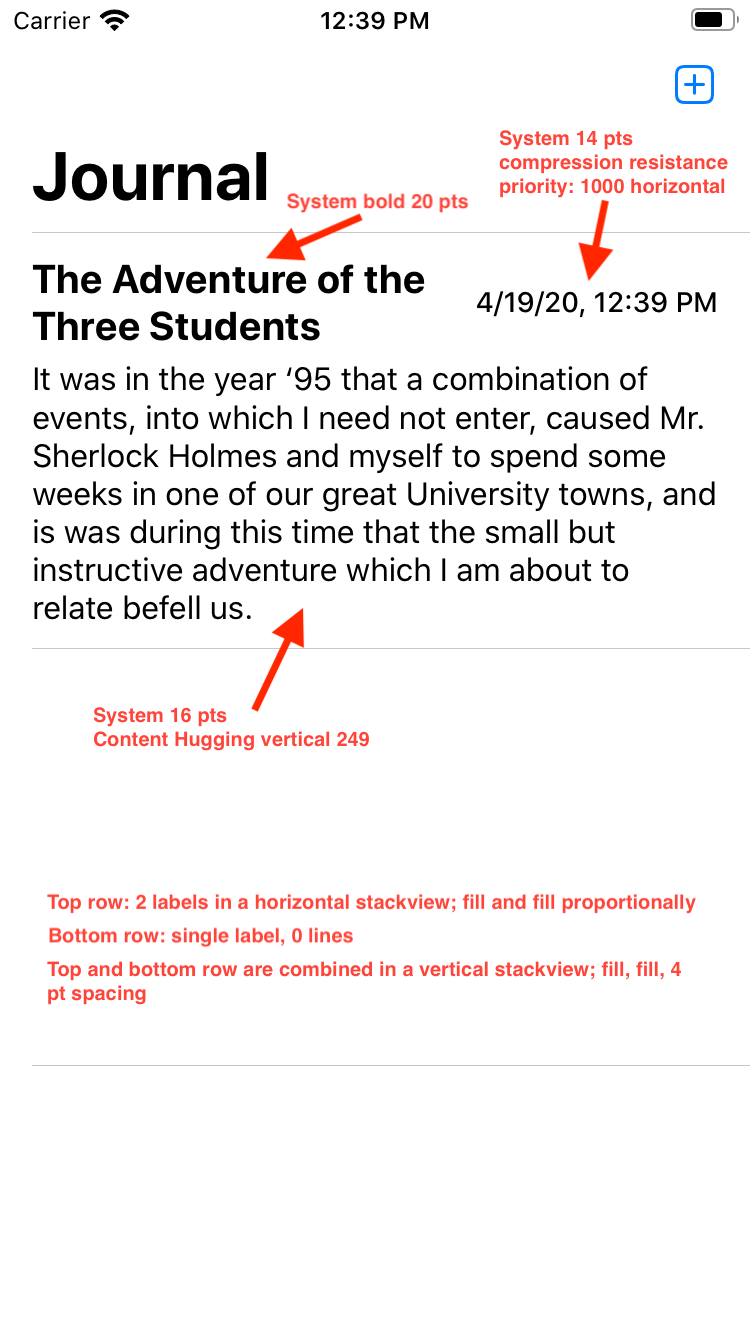 Carrier 12:39 PM
System 14 pts
compression resistance
priority: 1000 horizontal
Journal
System bold 20 pts
The Adventure of the
Three Students
4/19/20, 12:39 PM
It was in the year ‘95 that a combination of
events, into which I need not enter, caused Mr.
Sherlock Holmes and myself to spend some
weeks in one of our great University towns, and
is was during this time that the small but
instructive adventure which I am about to
relate befell us.
System 16 pts
Content Hugging vertical 249
Top row: 2 labels in a horizontal stackview; fill and fill proportionally
Bottom row: single label, 0 lines
Top and bottom row are combined in a vertical stackview; fill, fill, 4
pt spacing